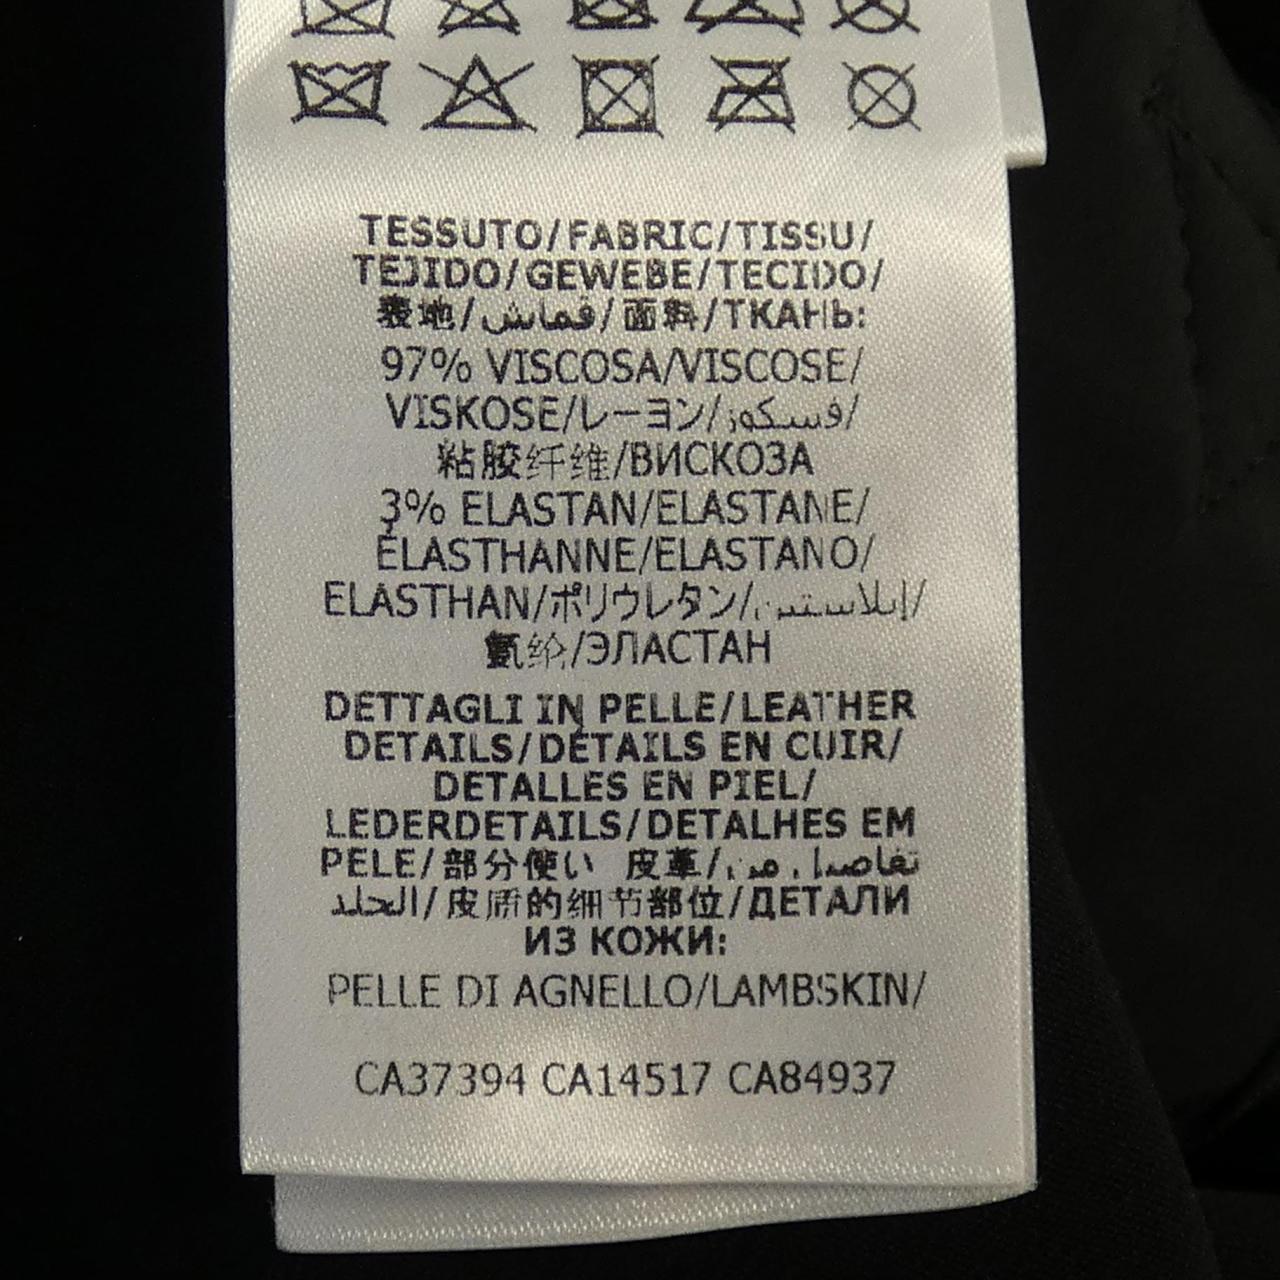 TESSUTO/FABRIC/TISSU/
TEJIDO/GEWEBE/TECIDO/
表地/قماش/面料/ТКАНЬ:
97% VISCOSA/VISCOSE/
VISKOSE/レーヨン/فسكوز/
粘胶纤维/ВИСКОЗА
3% ELASTAN/ELASTANE/
ÉLASTHANNE/ELASTANO/
ELASTHAN/ポリウレタン/إيلاستين/
氨纶/ЭЛАСТАН
DETTAGLI IN PELLE/LEATHER
DETAILS/DÉTAILS EN CUIR/
DETALLES EN PIEL/
LEDERDETAILS/DETALHES EM
PELE/部分使い 皮革/تفاصيل من
الجلد/皮质的细节部位/ДЕТАЛИ
ИЗ КОЖИ:
PELLE DI AGNELLO/LAMBSKIN/
CA37394 CA14517 CA84937